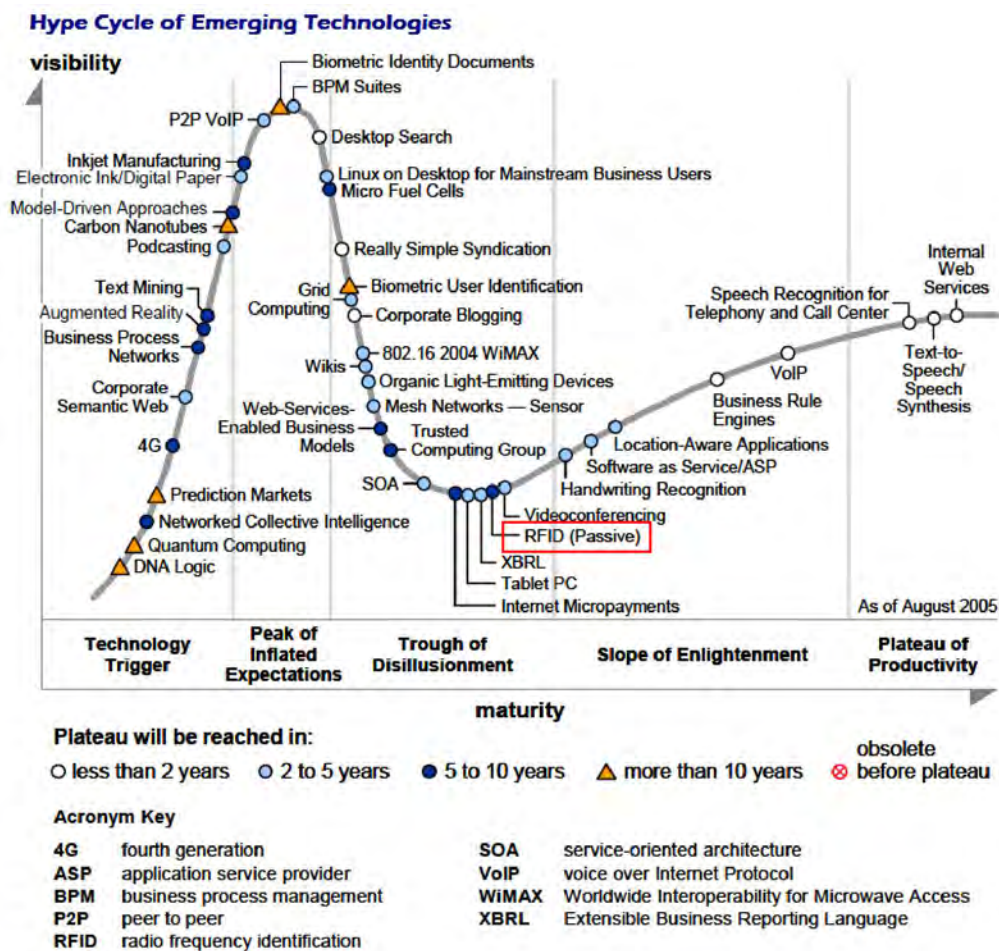 Hype Cycle of Emerging Technologies
visibility
Biometric Identity Documents
BPM Suites
P2P VoIP
Desktop Search
Inkjet Manufacturing
Electronic Ink/Digital Paper
Linux on Desktop for Mainstream Business Users
Micro Fuel Cells
Model-Driven Approaches
Carbon Nanotubes
Podcasting
Really Simple Syndication
Text Mining
Augmented Reality
Business Process
Networks
Grid
Computing
Biometric User Identification
Corporate Blogging
Corporate
Semantic Web
802.16 2004 WiMAX
Wikis
Organic Light-Emitting Devices
Mesh Networks — Sensor
Web-Services-
Enabled Business
Models
Trusted
Computing Group
4G
SOA
Prediction Markets
Networked Collective Intelligence
Quantum Computing
DNA Logic
Videoconferencing
RFID (Passive)
XBRL
Tablet PC
Internet Micropayments
Handwriting Recognition
Software as Service/ASP
Location-Aware Applications
Business Rule
Engines
VoIP
Speech Recognition for
Telephony and Call Center
Internal
Web
Services
Text-to-
Speech/
Speech
Synthesis
As of August 2005
Technology
Trigger
Peak of
Inflated
Expectations
Trough of
Disillusionment
Slope of Enlightenment
Plateau of
Productivity
maturity
Plateau will be reached in:
less than 2 years
2 to 5 years
5 to 10 years
more than 10 years
obsolete
before plateau
Acronym Key
4G fourth generation
ASP application service provider
BPM business process management
P2P peer to peer
RFID radio frequency identification
SOA service-oriented architecture
VoIP voice over Internet Protocol
WiMAX Worldwide Interoperability for Microwave Access
XBRL Extensible Business Reporting Language